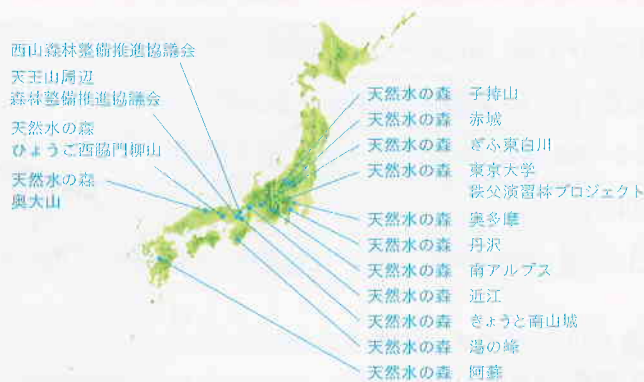 西山森林整備推進協議会
天王山周辺
森林整備推進協議会
天然水の森
ひょうご西脇門柳山
天然水の森
奥大山
天然水の森 子持山
天然水の森 赤城
天然水の森 ぎふ東白川
天然水の森 東京大学
秩父演習林プロジェクト
天然水の森 奥多摩
天然水の森 丹沢
天然水の森 南アルプス
天然水の森 近江
天然水の森 きょうと南山城
天然水の森 湯の峰
天然水の森 阿蘇